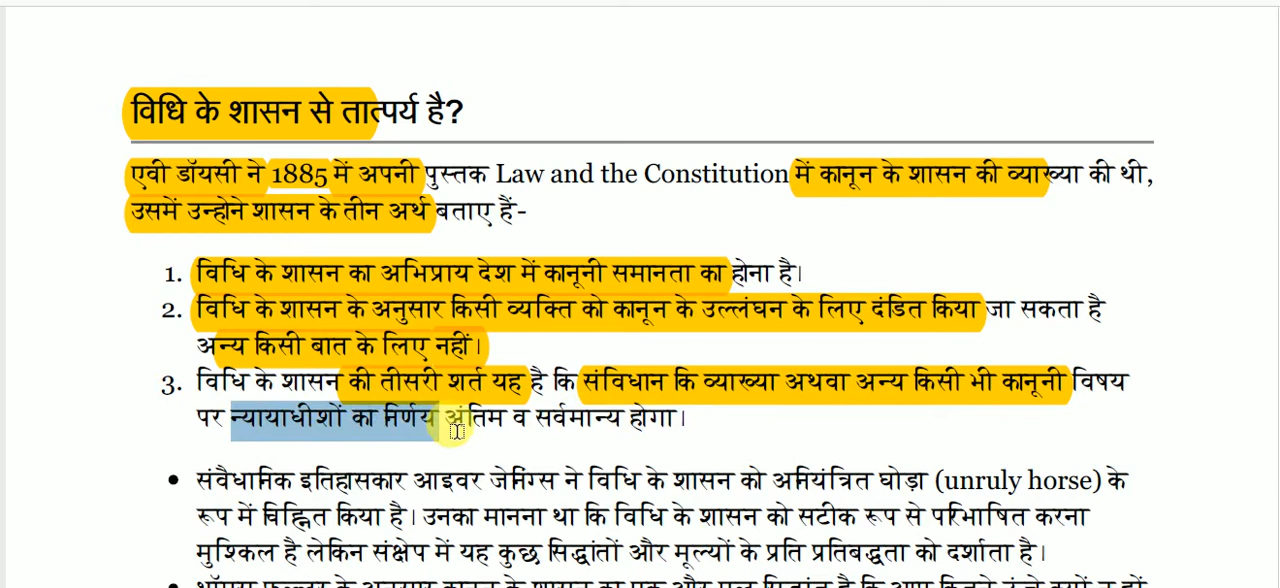 विधि के शासन से तात्पर्य है?
एवी डॉयसी ने 1885 में अपनी पुस्तक Law and the Constitution में कानून के शासन की व्याख्या की थी,
उसमें उन्होने शासन के तीन अर्थ बताए हैं-
1. विधि के शासन का अभिप्राय देश में कानूनी समानता का होना है।
2. विधि के शासन के अनुसार किसी व्यक्ति को कानून के उल्लंघन के लिए दंडित किया जा सकता है
अन्य किसी बात के लिए नहीं।
3. विधि के शासन की तीसरी शर्त यह है कि संविधान कि व्याख्या अथवा अन्य किसी भी कानूनी विषय
पर न्यायाधीशों का निर्णय अंतिम व सर्वमान्य होगा।
• संवैधानिक इतिहासकार आइवर जेनिंग्स ने विधि के शासन को अनियंत्रित घोड़ा (unruly horse) के
रूप में चिह्नित किया है। उनका मानना था कि विधि के शासन को सटीक रूप से परिभाषित करना
मुश्किल है लेकिन संक्षेप में यह कुछ सिद्धांतों और मूल्यों के प्रति प्रतिबद्धता को दर्शाता है।